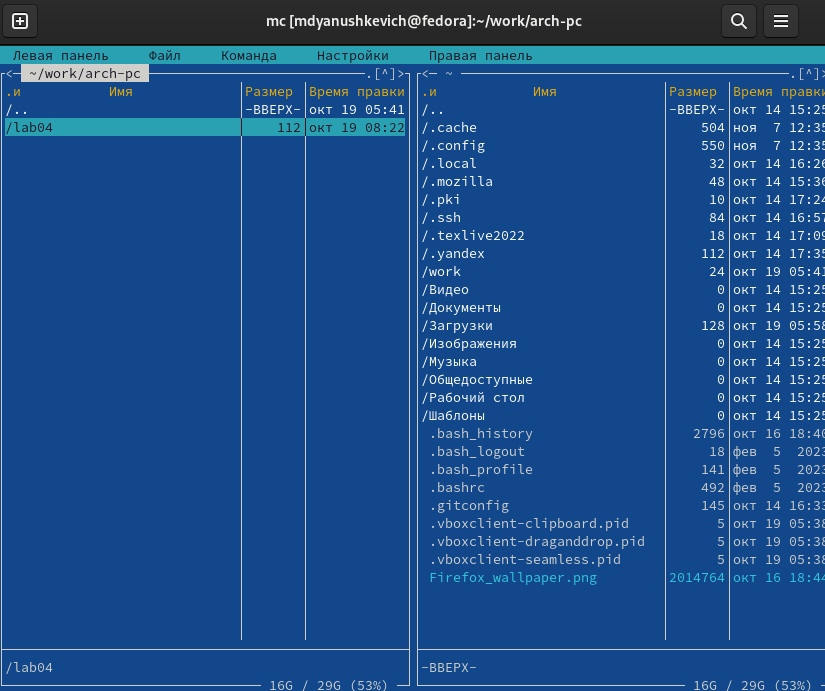 mc [mdyanushkevich@fedora]:~/work/arch-pc
Левая панель Файл Команда Настройки Правая панель
<─ ~/work/arch-pc .[^]>
.и Имя Размер Время правки
/.. -ВВЕРХ- окт 19 05:41
/lab04 112 окт 19 08:22
/lab04
16G / 29G (53%)
<─ ~ .[^]>
.и Имя Размер Время правки
/.. -ВВЕРХ- окт 14 15:25
/.cache 504 ноя 7 12:35
/.config 550 ноя 7 12:35
/.local 32 окт 14 16:26
/.mozilla 48 окт 14 15:36
/.pki 10 окт 14 17:24
/.ssh 84 окт 14 16:57
/.texlive2022 18 окт 14 17:09
/.yandex 112 окт 14 17:35
/work 24 окт 19 05:41
/Видео 0 окт 14 15:25
/Документы 0 окт 14 15:25
/Загрузки 128 окт 19 05:58
/Изображения 0 окт 14 15:25
/Музыка 0 окт 14 15:25
/Общедоступные 0 окт 14 15:25
/Рабочий стол 0 окт 14 15:25
/Шаблоны 0 окт 14 15:25
.bash_history 2796 окт 16 18:40
.bash_logout 18 фев 5 2023
.bash_profile 141 фев 5 2023
.bashrc 492 фев 5 2023
.gitconfig 145 окт 14 16:33
.vboxclient-clipboard.pid 5 окт 19 05:38
.vboxclient-draganddrop.pid 5 окт 19 05:38
.vboxclient-seamless.pid 5 окт 19 05:38
Firefox_wallpaper.png 2014764 окт 16 18:44
-ВВЕРХ-
16G / 29G (53%)